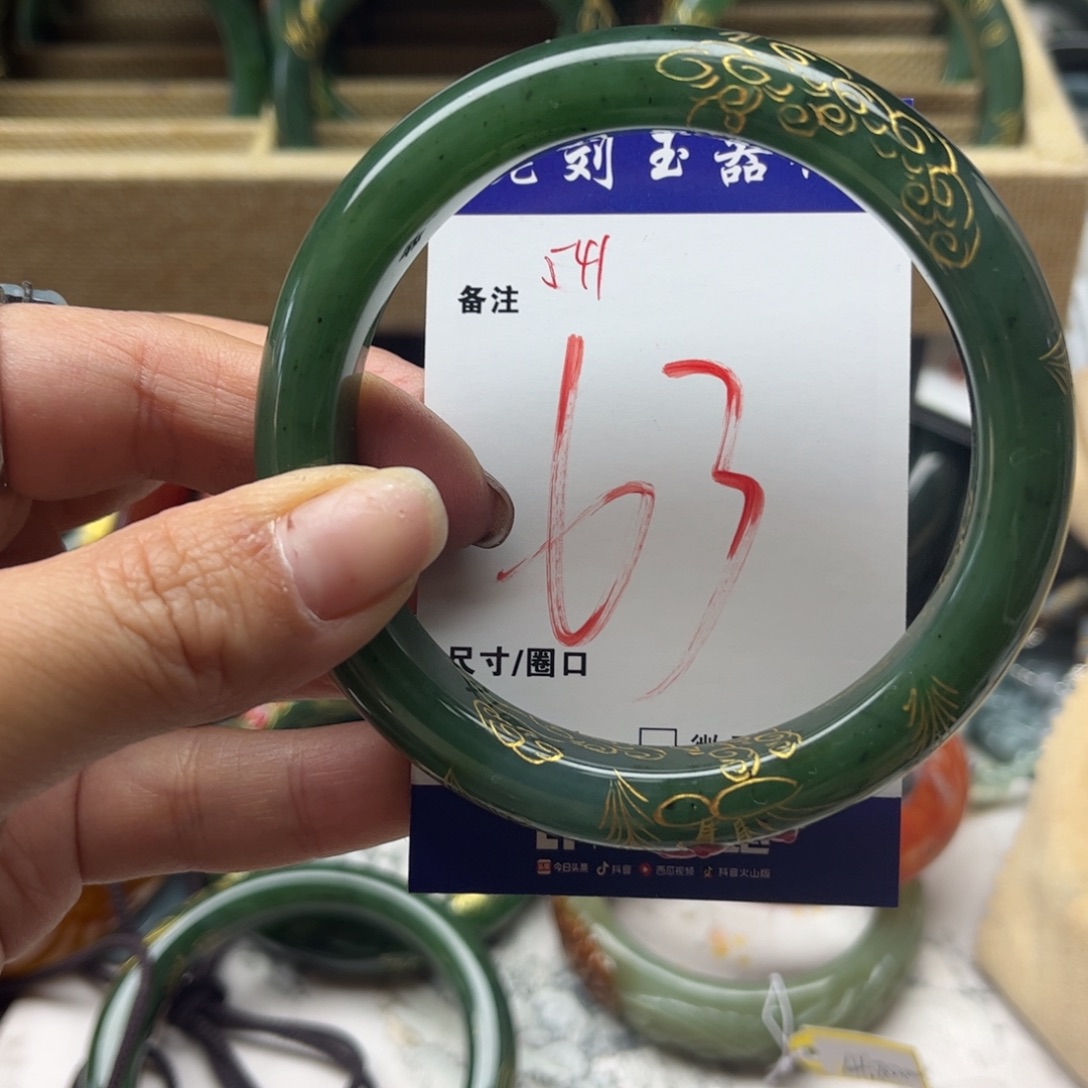 刻玉器
541
备注
63
尺寸/圈口
今日头条 抖音 西瓜视频 抖音火山版